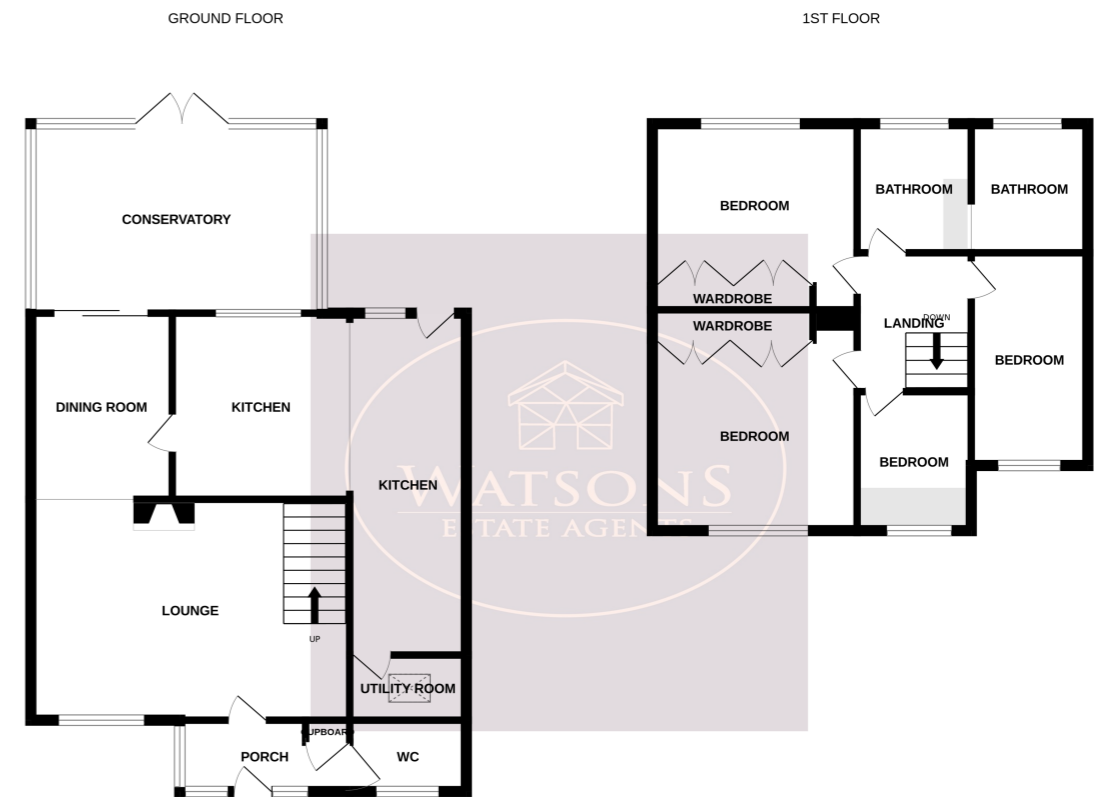 GROUND FLOOR
1ST FLOOR
CONSERVATORY
DINING ROOM
KITCHEN
KITCHEN
LOUNGE
UP
UTILITY ROOM
CUPBOARD
PORCH
WC
BEDROOM
BATHROOM
BATHROOM
WARDROBE
WARDROBE
DOWN
LANDING
BEDROOM
BEDROOM
BEDROOM
WATSONS
ESTATE AGENTS